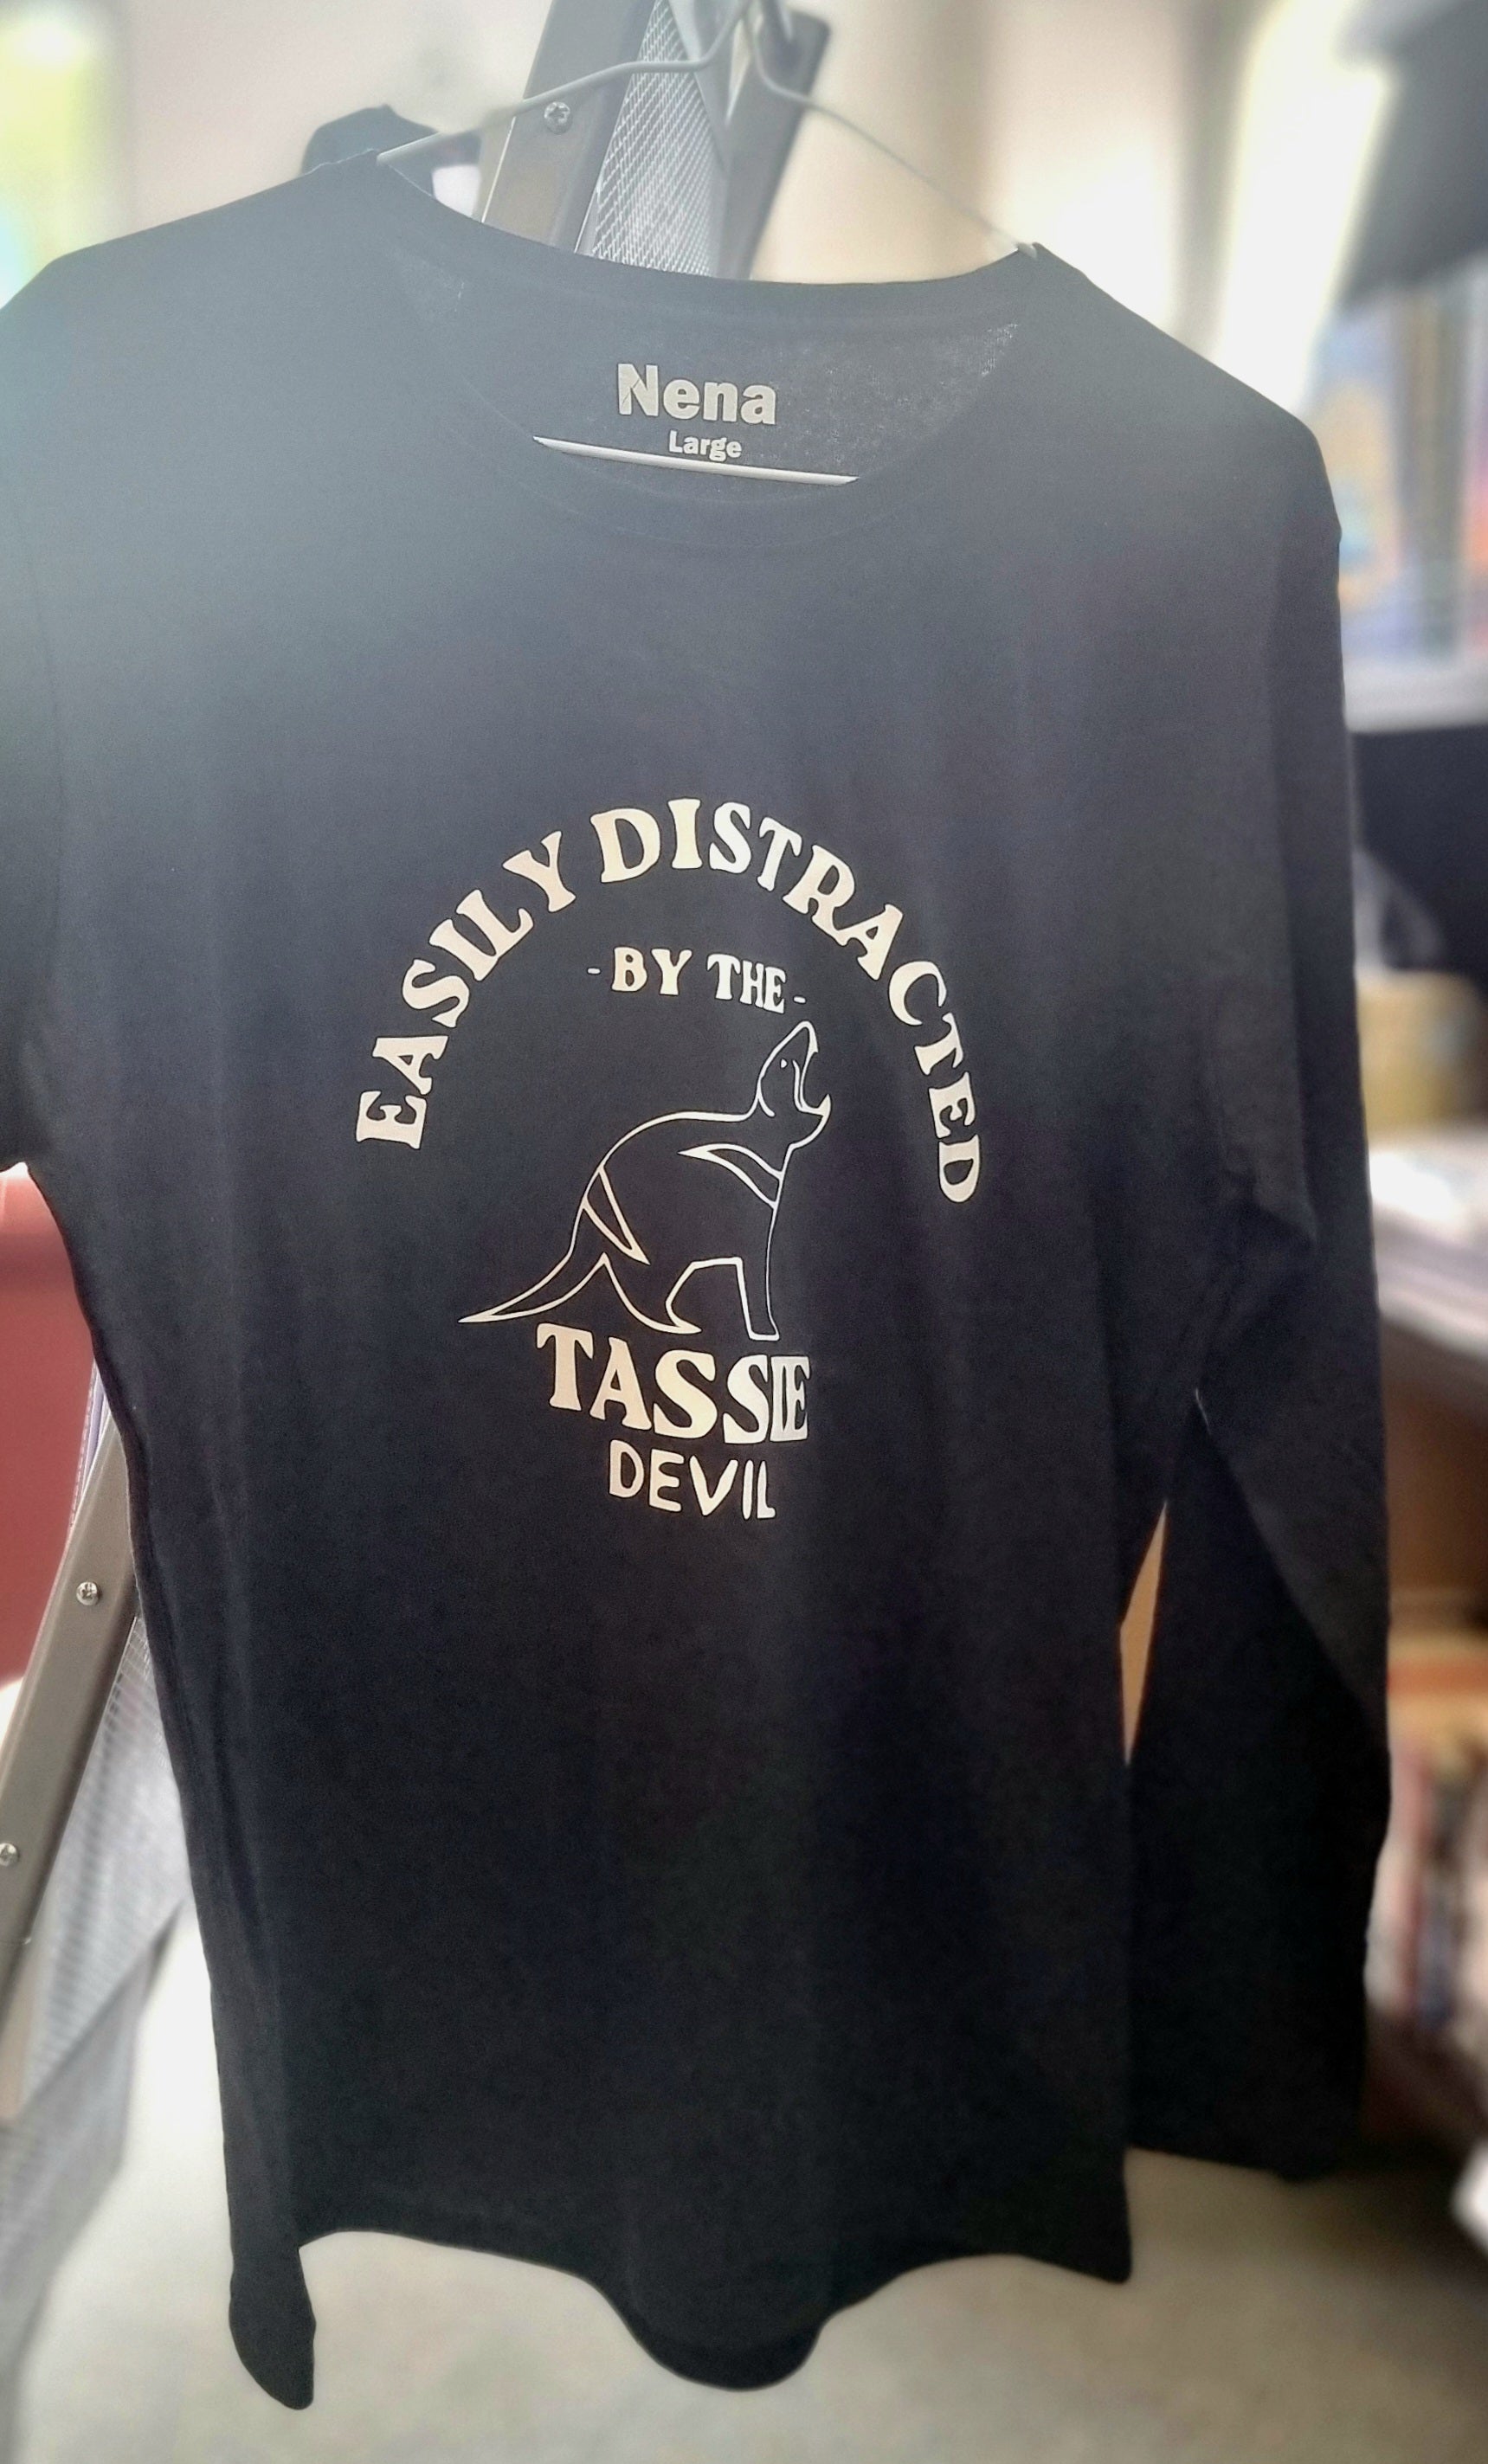 Nena
Large
EASILY DISTRACTED
-BY THE-
TASSIE
DEVIL